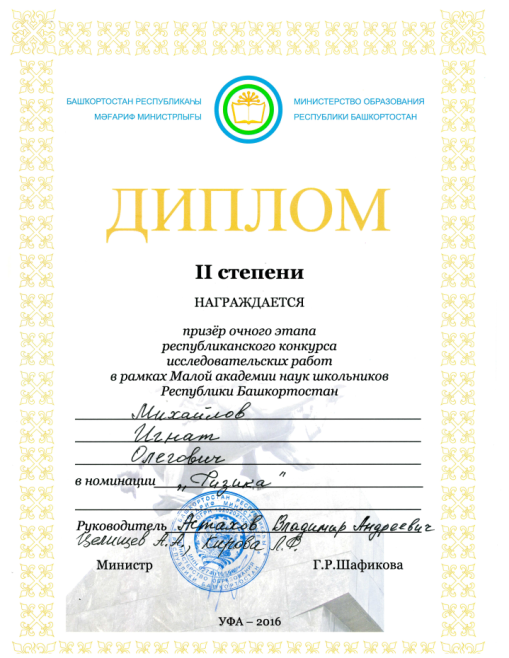 БАШҠОРТОСТАН РЕСПУБЛИКАҺЫ
МӘҒАРИФ МИНИСТРЛЫҒЫ
МИНИСТЕРСТВО ОБРАЗОВАНИЯ
РЕСПУБЛИКИ БАШКОРТОСТАН
ДИПЛОМ
II степени
НАГРАЖДАЕТСЯ
призёр очного этапа
республиканского конкурса
исследовательских работ
в рамках Малой академии наук школьников
Республики Башкортостан
Михайлов
Игнат
Олегович
в номинации „Физика"
Руководитель Астахов Владимир Андреевич
Целищев А.А, Кирова Л.Ф.
Министр Г.Р.Шафикова
УФА – 2016